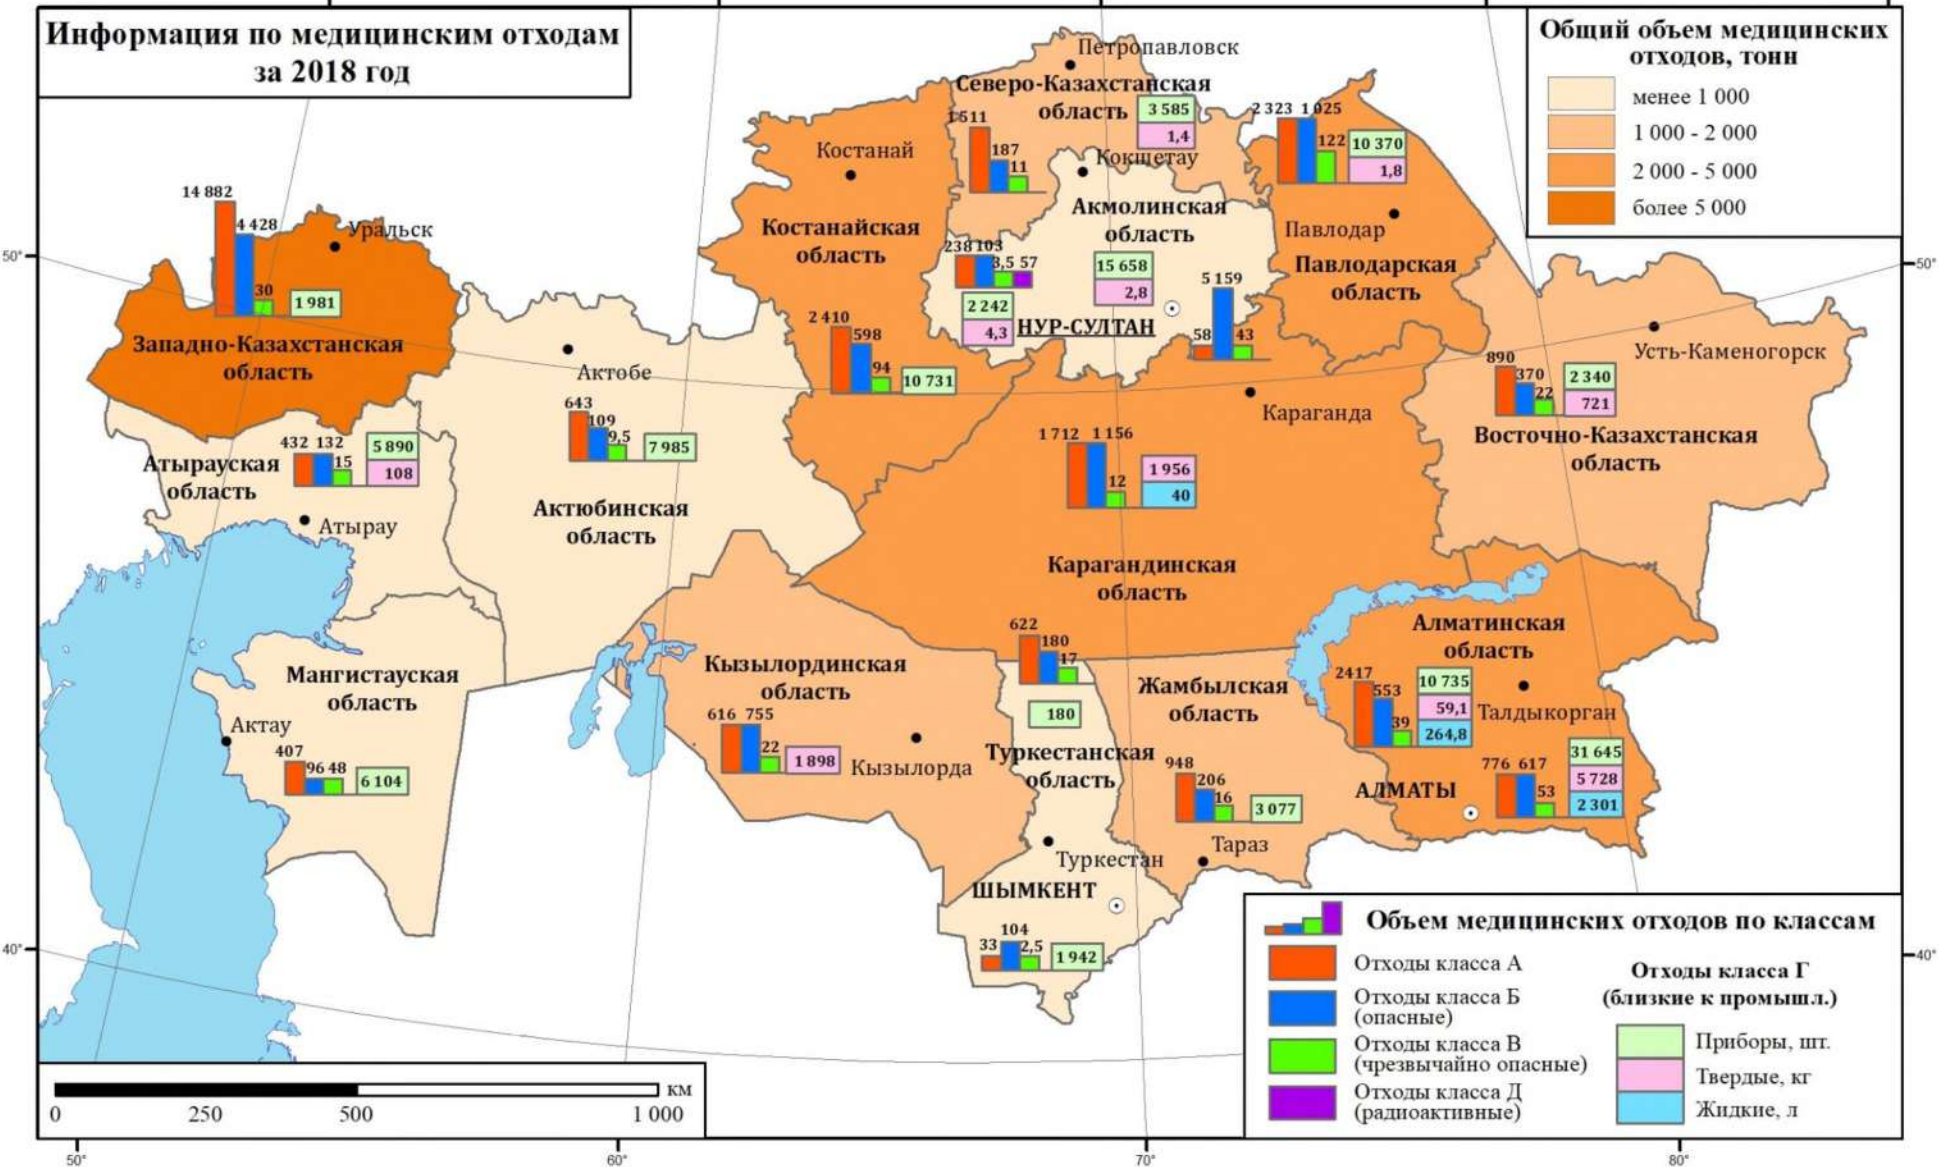 Информация по медицинским отходам
за 2018 год
Общий объем медицинских
отходов, тонн
менее 1 000
1 000 - 2 000
2 000 - 5 000
более 5 000
Петропавловск
Северо-Казахстанская
область
1511
187
11
3 585
1,4
Кокшетау
2 323 1 025
122
10 370
1,8
Павлодар
Павлодарская
область
Костанай
Костанайская
область
2 410
598
94
10 731
Акмолинская
область
238 103
3,5 57
2 242
4,3
15 658
2,8
НУР-СУЛТАН
5 159
58
43
14 882
4 428
30
1 981
Уральск
Западно-Казахстанская
область
Актобе
643
109
9,5
7 985
Актюбинская
область
432 132
15
5 890
108
Атырауская
область
Атырау
Караганда
1 712 1 156
12
1 956
40
Карагандинская
область
890
370
22
2 340
721
Усть-Каменогорск
Восточно-Казахстанская
область
Мангистауская
область
Актау
407
96 48
6 104
Кызылординская
область
616 755
22
1 898
Кызылорда
622
180
17
180
Туркестанская
область
Туркестан
Жамбылская
область
948
206
16
3 077
Тараз
Алматинская
область
2417
553
39
10 735
59,1
264,8
Талдыкорган
АЛМАТЫ
776 617
53
31 645
5 728
2 301
ШЫМКЕНТ
104
33
2,5
1 942
Объем медицинских отходов по классам
Отходы класса А
Отходы класса Б
(опасные)
Отходы класса В
(чрезвычайно опасные)
Отходы класса Д
(радиоактивные)
Отходы класса Г
(близкие к промышл.)
Приборы, шт.
Твердые, кг
Жидкие, л
км
0 250 500 1 000
50°
50°
40°
40°
50° 60° 70° 80°